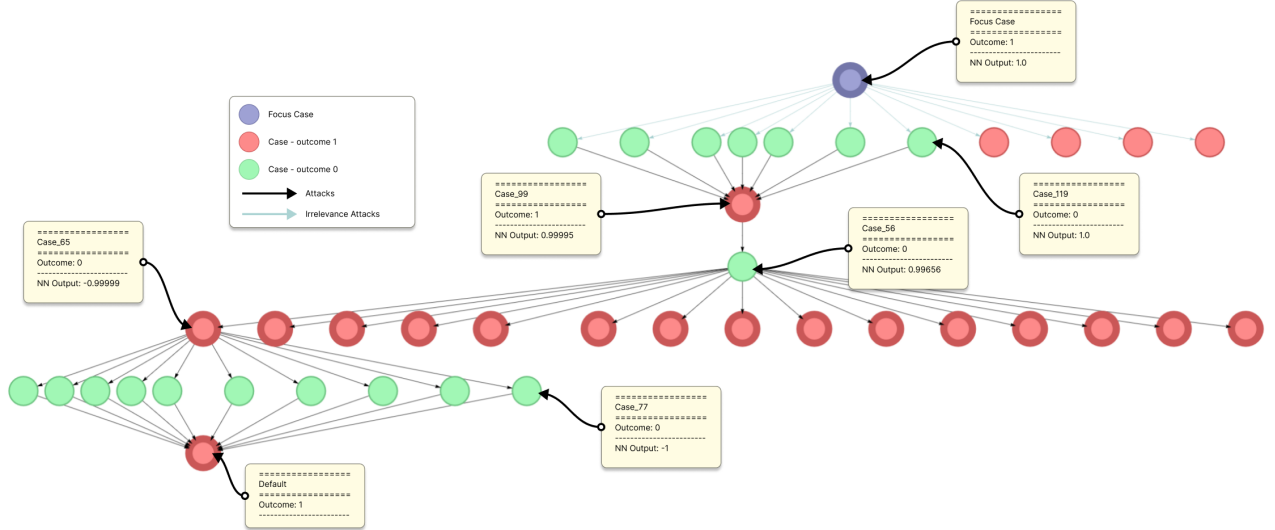 =================
Focus Case
=================
Outcome: 1
-------------------------
NN Output: 1.0
Focus Case
Case - outcome 1
Case - outcome 0
Attacks
Irrelevance Attacks
=================
Case_99
=================
Outcome: 1
-------------------------
NN Output: 0.99995
=================
Case_119
=================
Outcome: 0
-------------------------
NN Output: 1.0
=================
Case_56
=================
Outcome: 0
-------------------------
NN Output: 0.99656
=================
Case_65
=================
Outcome: 0
-------------------------
NN Output: -0.99999
=================
Case_77
=================
Outcome: 0
-------------------------
NN Output: -1
=================
Default
=================
Outcome: 1
-------------------------